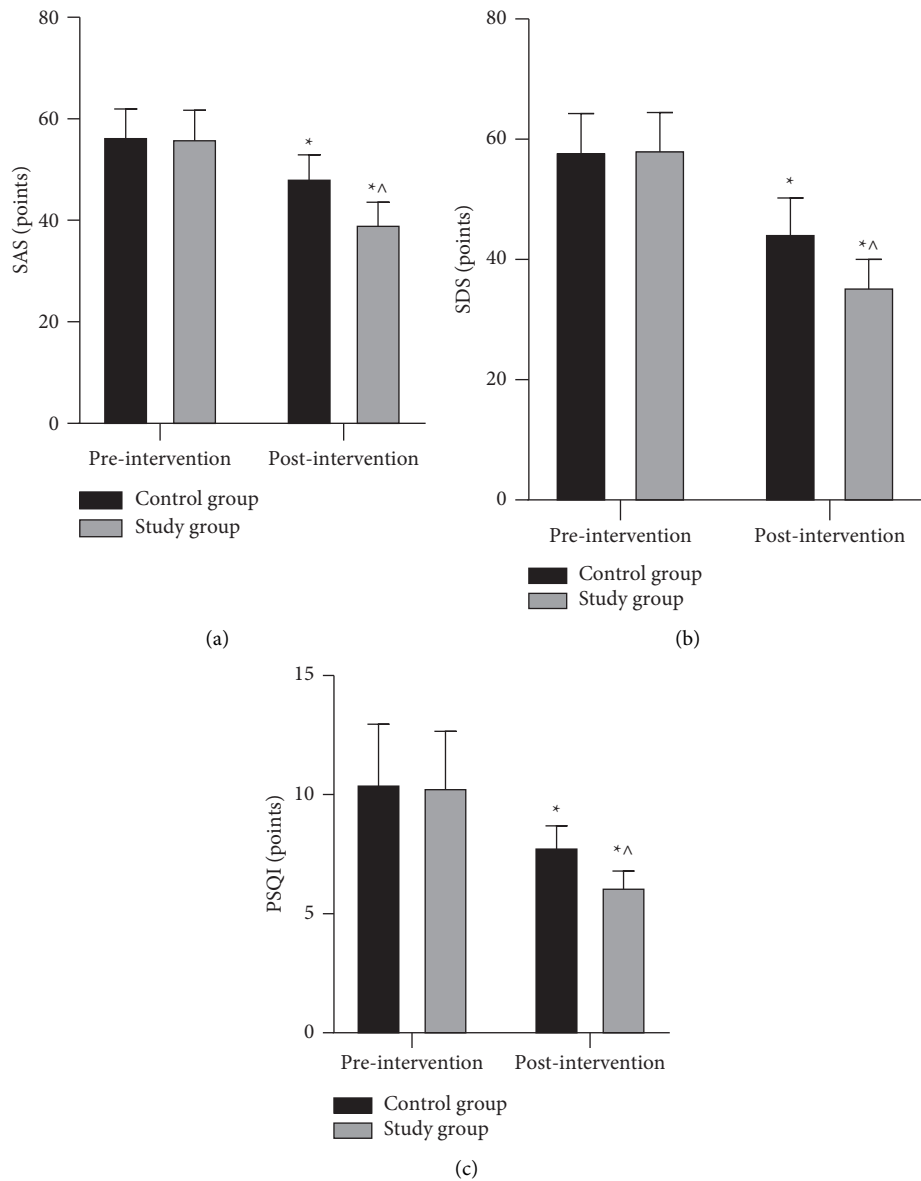 80
60
40
20
0
SAS (points)
*
*^
Pre-intervention
Post-intervention
Control group
Study group
(a)
80
60
40
20
0
SDS (points)
*
*^
Pre-intervention
Post-intervention
Control group
Study group
(b)
15
10
5
0
PSQI (points)
*
*^
Pre-intervention
Post-intervention
Control group
Study group
(c)